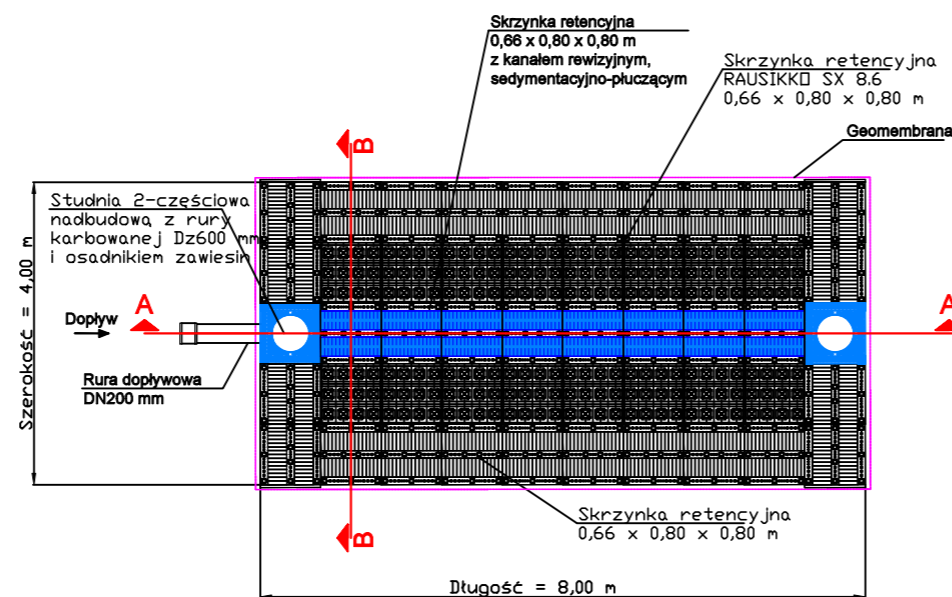 Skrzynka retencyjna
0,66 x 0,80 x 0,80 m
z kanałem rewizyjnym,
sedymentacyjno-płuczącym
Skrzynka retencyjna
RAUSIKKO SX 8.6
0,66 x 0,80 x 0,80 m
Geomembrana
B
Studnia 2-częściowa
nadbudową z rury
karbowanej Dz600 mm
i osadnikiem zawiesin
Szerokość = 4,00 m
A
A
Dopływ
Rura dopływowa
DN200 mm
Skrzynka retencyjna
0,66 x 0,80 x 0,80 m
B
Długość = 8,00 m